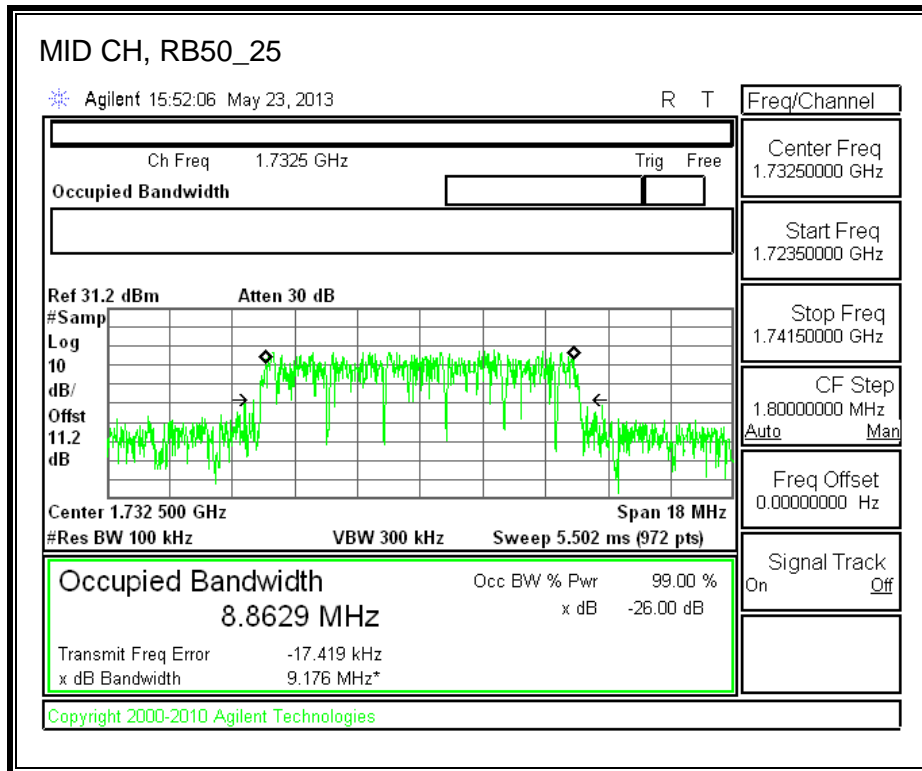 MID CH, RB50_25
Agilent 15:52:06 May 23, 2013 R T
Freq/Channel
Ch Freq 1.7325 GHz Trig Free
Occupied Bandwidth
Center Freq
1.73250000 GHz
Start Freq
1.72350000 GHz
Stop Freq
1.74150000 GHz
CF Step
1.80000000 MHz
Auto Man
Freq Offset
0.00000000 Hz
Signal Track
On Off
Ref 31.2 dBm Atten 30 dB
#Samp
Log
10
dB/
Offst
11.2
dB
Center 1.732 500 GHz Span 18 MHz
#Res BW 100 kHz VBW 300 kHz Sweep 5.502 ms (972 pts)
Occupied Bandwidth
8.8629 MHz
Occ BW % Pwr 99.00 %
x dB -26.00 dB
Transmit Freq Error -17.419 kHz
x dB Bandwidth 9.176 MHz*
Copyright 2000-2010 Agilent Technologies